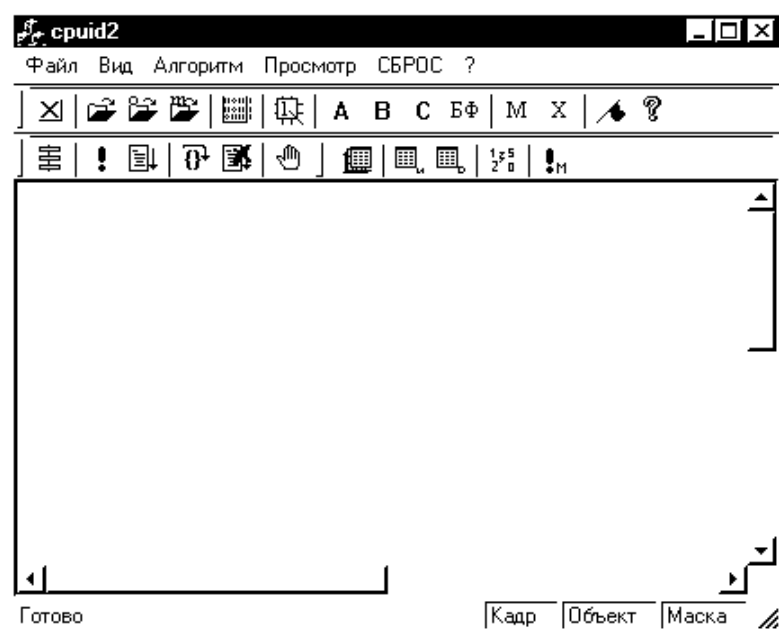 cpuid2
Файл Вид Алгоритм Просмотр СБРОС ?
A B C БФ M X
M
Готово Кадр Объект Маска